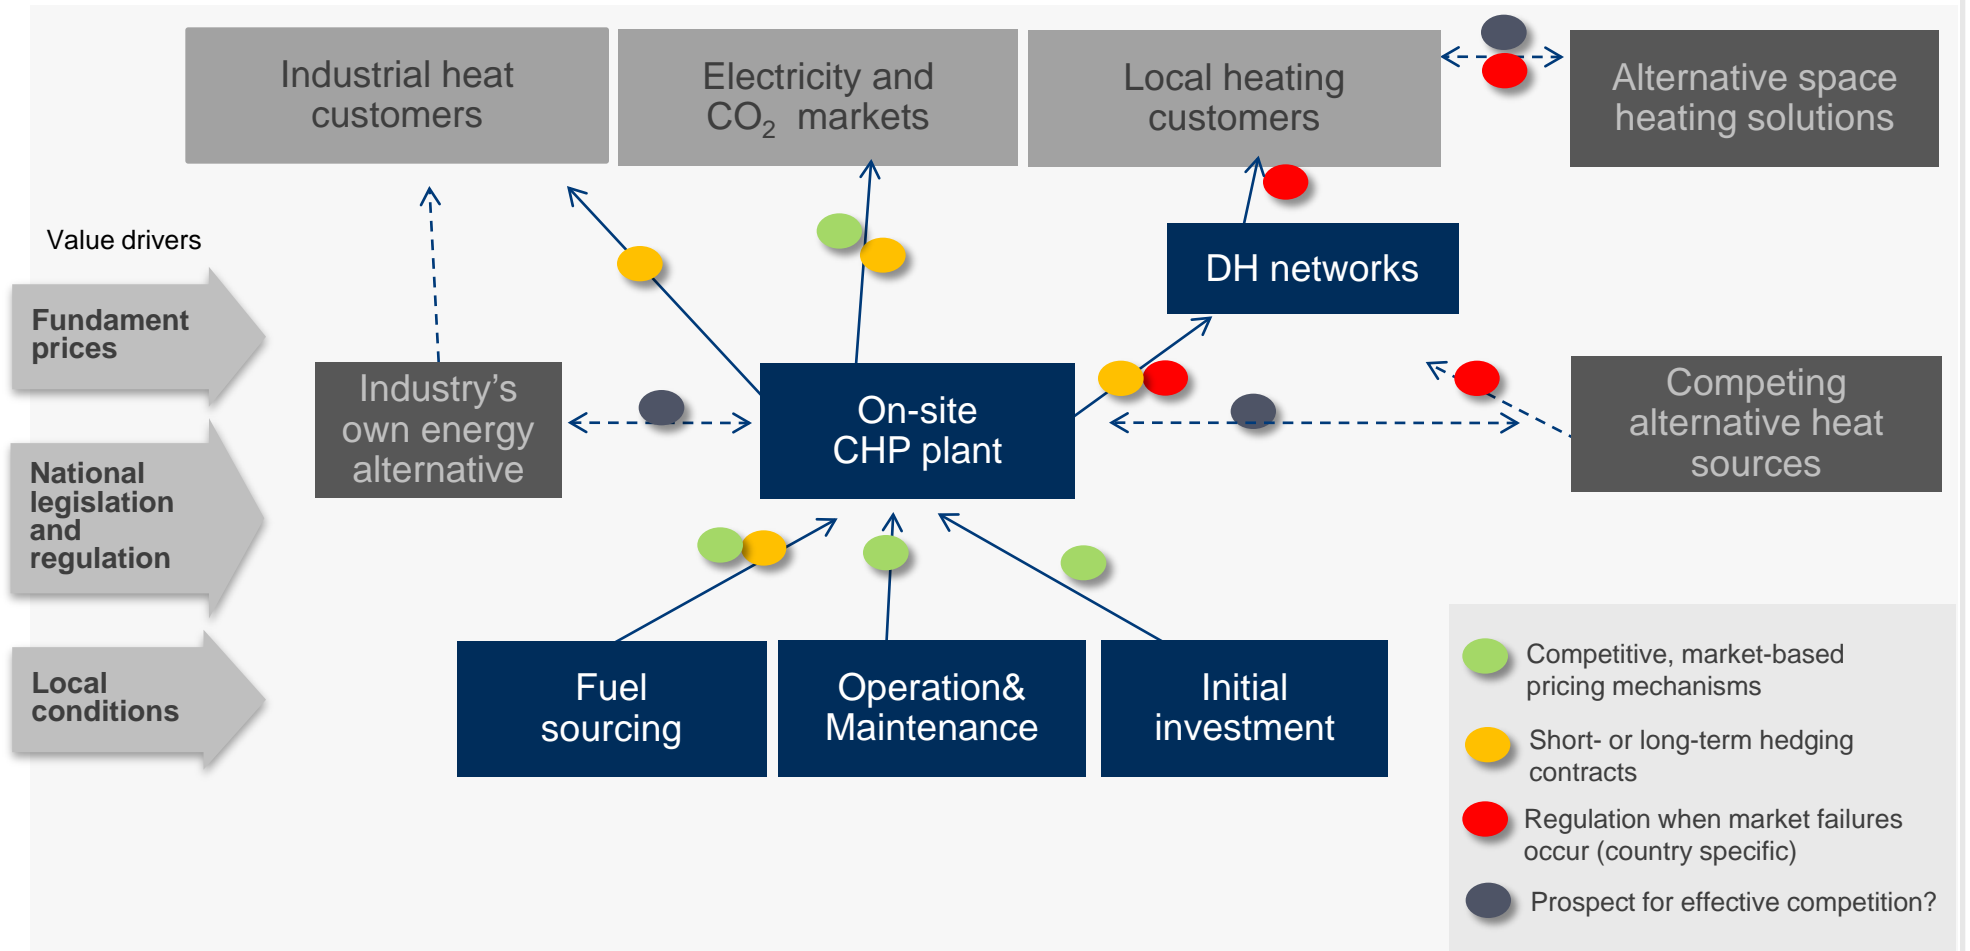 Industrial heat
customers
Electricity and
CO₂ markets
Local heating
customers
Alternative space
heating solutions
Value drivers
DH networks
Fundament
prices
Industry's
own energy
alternative
On-site
CHP plant
Competing
alternative heat
sources
National
legislation
and
regulation
Local
conditions
Fuel
sourcing
Operation&
Maintenance
Initial
investment
Competitive, market-based
pricing mechanisms
Short- or long-term hedging
contracts
Regulation when market failures
occur (country specific)
Prospect for effective competition?